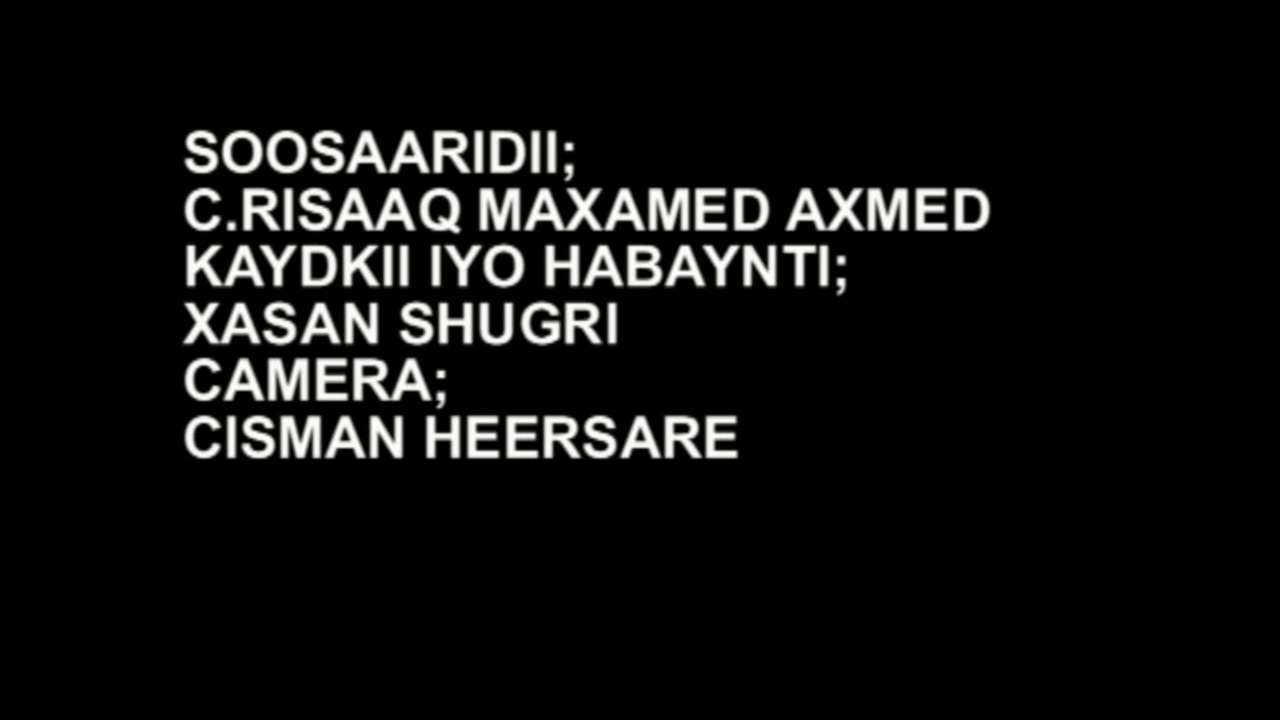 SOOSAARIDII;
C.RISAAQ MAXAMED AXMED
KAYDKII IYO HABAYNTI;
XASAN SHUGRI
CAMERA;
CISMAN HEERSARE